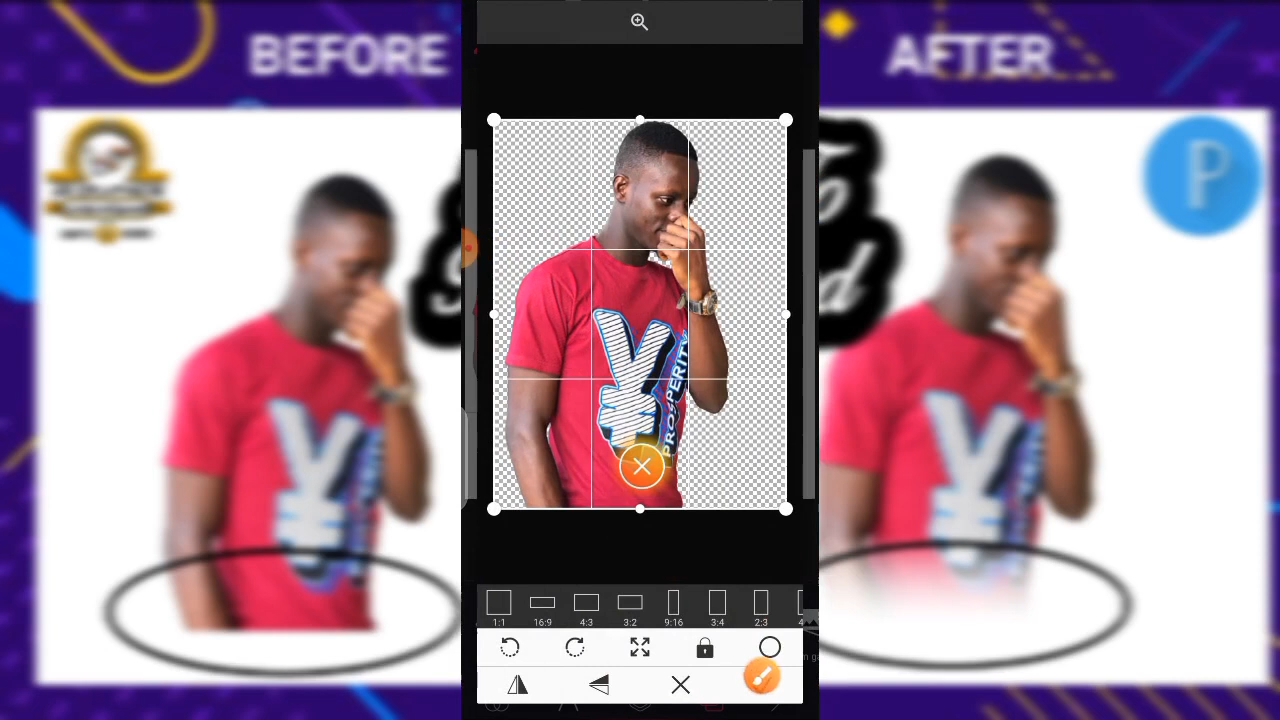 BEFORE
AFTER
P
d
PROSPERITY
1:1
16:9
4:3
3:2
9:16
3:4
2:3